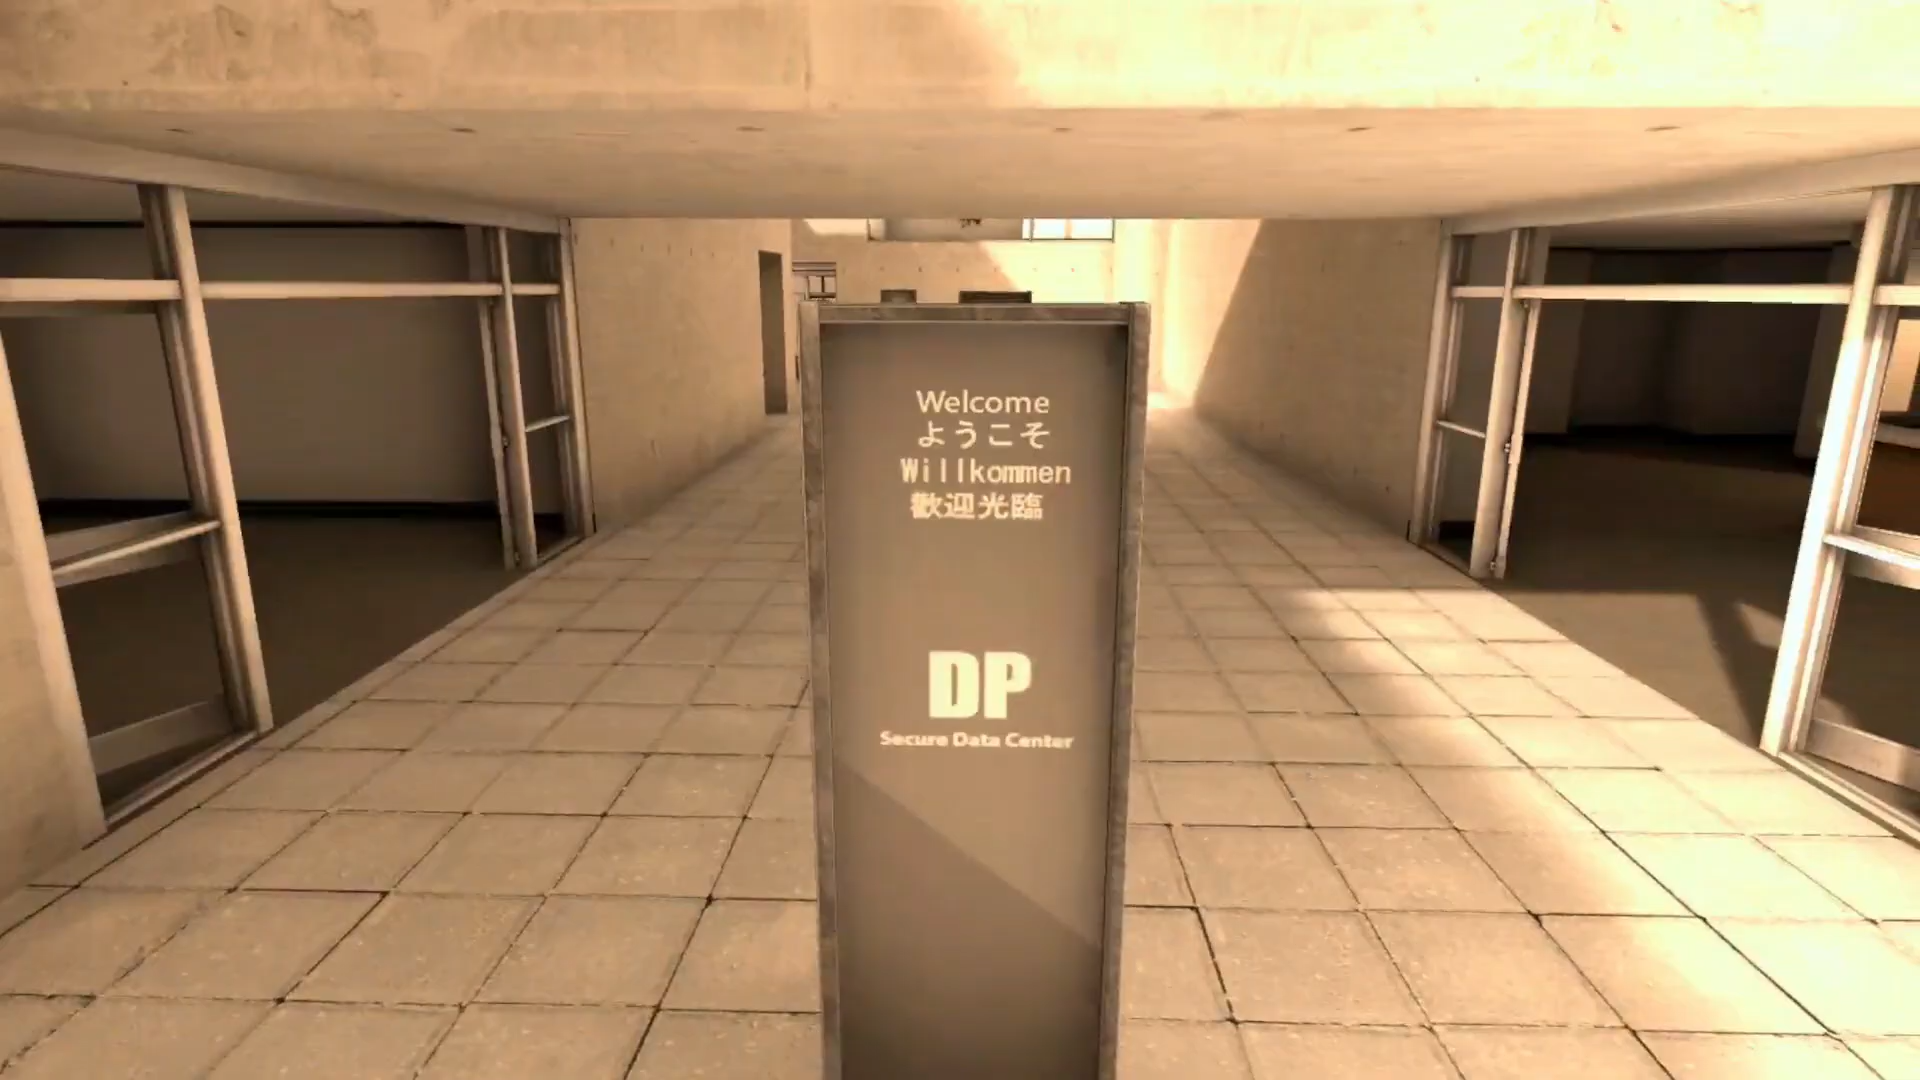 Welcome
ようこそ
Willkommen
歡迎光臨
DP
Secure Data Center